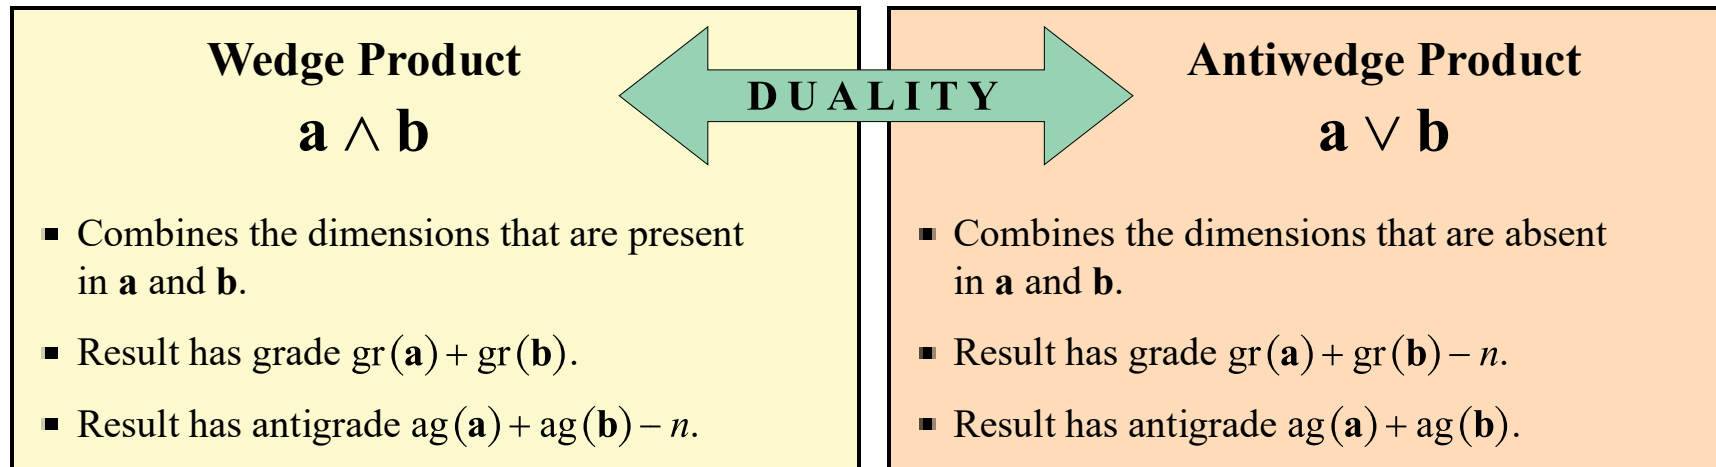 Wedge Product
a ∧ b
▪ Combines the dimensions that are present
in a and b.
▪ Result has grade gr(a) + gr(b).
▪ Result has antigrade ag(a) + ag(b) − n.
DUALITY
Antiwedge Product
a ∨ b
▪ Combines the dimensions that are absent
in a and b.
▪ Result has grade gr(a) + gr(b) − n.
▪ Result has antigrade ag(a) + ag(b).